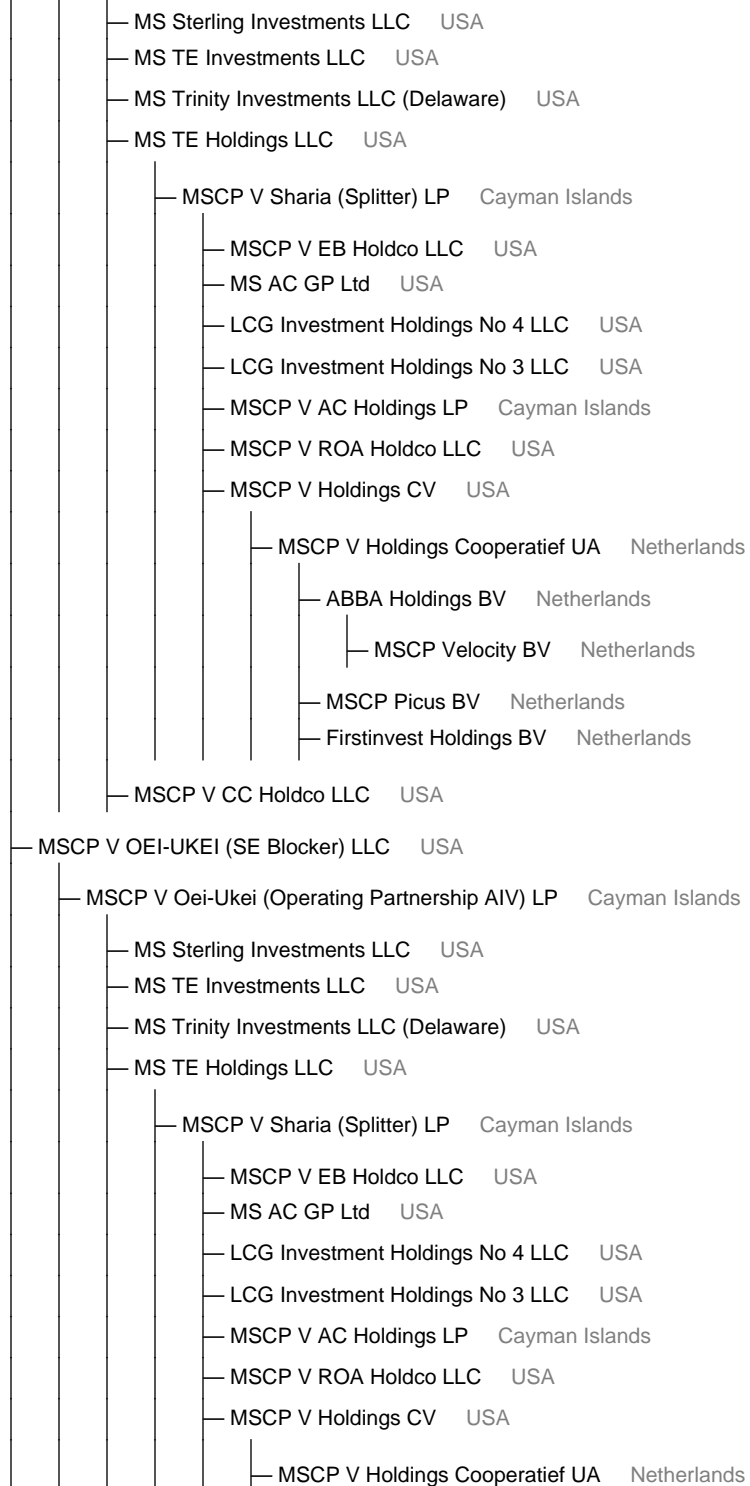 MS Sterling Investments LLC USA
MS TE Investments LLC USA
MS Trinity Investments LLC (Delaware) USA
MS TE Holdings LLC USA
MSCP V Sharia (Splitter) LP Cayman Islands
MSCP V EB Holdco LLC USA
MS AC GP Ltd USA
LCG Investment Holdings No 4 LLC USA
LCG Investment Holdings No 3 LLC USA
MSCP V AC Holdings LP Cayman Islands
MSCP V ROA Holdco LLC USA
MSCP V Holdings CV USA
MSCP V Holdings Cooperatief UA Netherlands
ABBA Holdings BV Netherlands
MSCP Velocity BV Netherlands
MSCP Picus BV Netherlands
Firstinvest Holdings BV Netherlands
MSCP V CC Holdco LLC USA
MSCP V OEI-UKEI (SE Blocker) LLC USA
MSCP V Oei-Ukei (Operating Partnership AIV) LP Cayman Islands
MS Sterling Investments LLC USA
MS TE Investments LLC USA
MS Trinity Investments LLC (Delaware) USA
MS TE Holdings LLC USA
MSCP V Sharia (Splitter) LP Cayman Islands
MSCP V EB Holdco LLC USA
MS AC GP Ltd USA
LCG Investment Holdings No 4 LLC USA
LCG Investment Holdings No 3 LLC USA
MSCP V AC Holdings LP Cayman Islands
MSCP V ROA Holdco LLC USA
MSCP V Holdings CV USA
MSCP V Holdings Cooperatief UA Netherlands